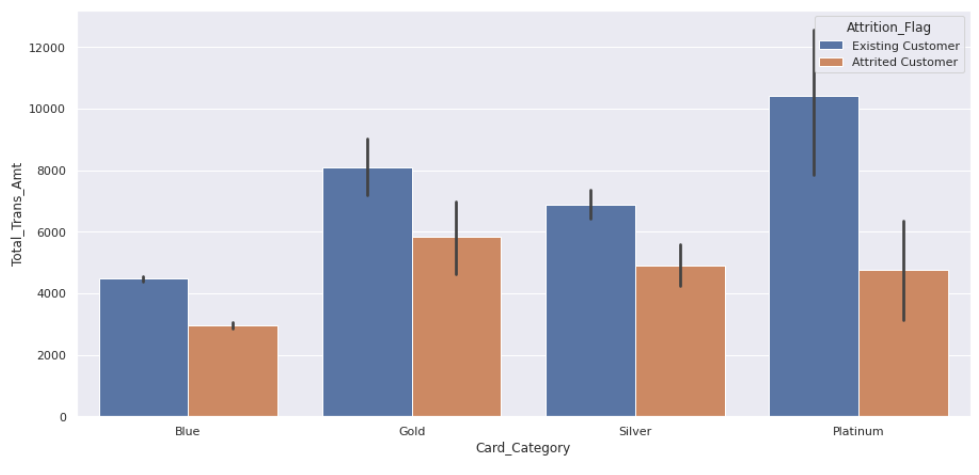 Attrition_Flag
Existing Customer
Attrited Customer
12000
10000
8000
6000
4000
2000
0
Total_Trans_Amt
Blue Gold Silver Platinum
Card_Category